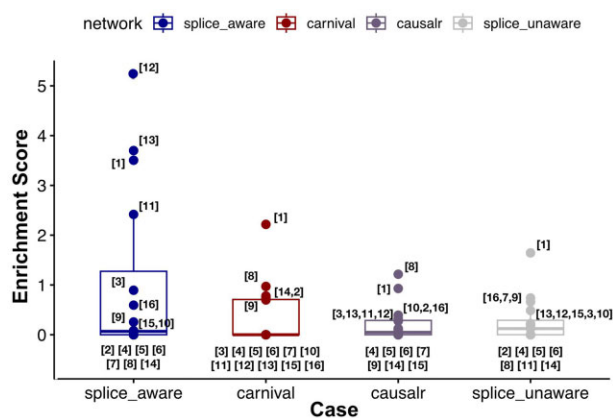 network splice_aware carnival causalr splice_unaware
Enrichment Score
5
4
3
2
1
0
[12]
[13]
[1]
[11]
[3]
[16]
[9]
[15,10]
[2] [4] [5] [6]
[7] [8] [14]
[1]
[8]
[14,2]
[9]
[3] [4] [5] [6] [7] [10]
[11] [12] [13] [15] [16]
[8]
[1]
[10,2,16]
[3,13,11,12]
[4] [5] [6] [7]
[9] [14] [15]
[1]
[16,7,9]
[13,12,15,3,10]
[2] [4] [5] [6]
[8] [11] [14]
splice_aware carnival causalr splice_unaware
Case